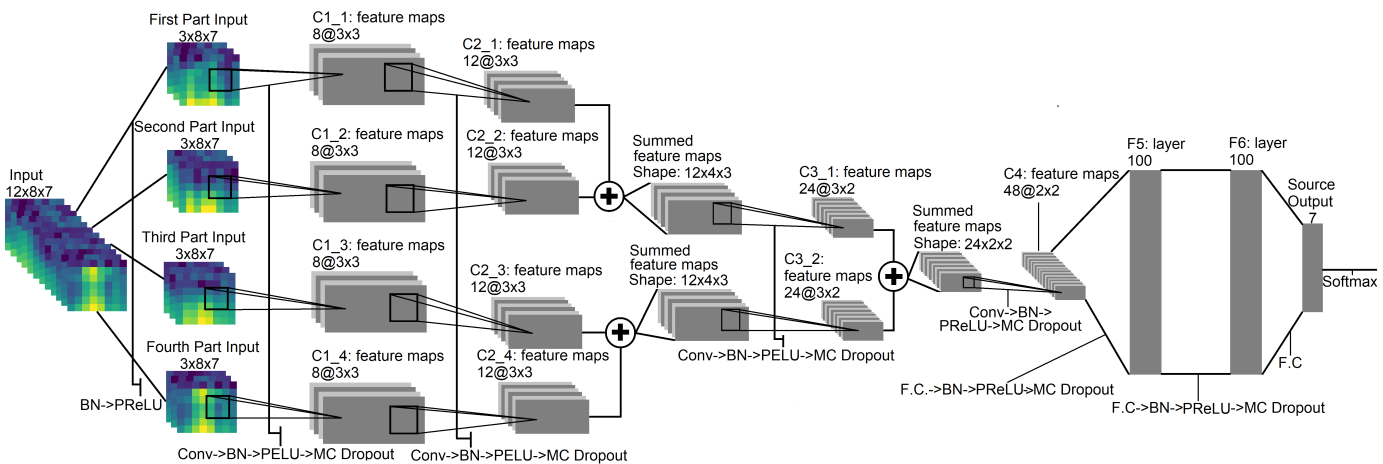 Input
12x8x7
First Part Input
3x8x7
Second Part Input
3x8x7
Third Part Input
3x8x7
Fourth Part Input
3x8x7
BN->PReLU
C1_1: feature maps
8@3x3
C1_2: feature maps
8@3x3
C1_3: feature maps
8@3x3
C1_4: feature maps
8@3x3
Conv->BN->PELU->MC Dropout
C2_1: feature maps
12@3x3
C2_2: feature maps
12@3x3
C2_3: feature maps
12@3x3
C2_4: feature maps
12@3x3
Conv->BN->PELU->MC Dropout
Summed
feature maps
Shape: 12x4x3
Summed
feature maps
Shape: 12x4x3
C3_1: feature maps
24@3x2
C3_2:
feature maps
24@3x2
Conv->BN->PELU->MC Dropout
Summed
feature maps
Shape: 24x2x2
C4: feature maps
48@2x2
Conv->BN->
PReLU->MC Dropout
F.C.->BN->PReLU->MC Dropout
F5: layer
100
F6: layer
100
F.C->BN->PReLU->MC Dropout
Source
Output
7
F.C
Softmax